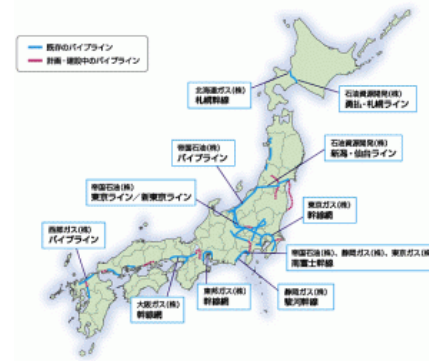 既存のパイプライン
計画・建設中のパイプライン
北海道ガス(株)
札幌幹線
石油資源開発(株)
勇払・札幌ライン
帝国石油(株)
パイプライン
石油資源開発(株)
新潟・仙台ライン
帝国石油(株)
東京ライン/新東京ライン
東京ガス(株)
幹線網
西部ガス(株)
パイプライン
帝国石油(株)、静岡ガス(株)、東京ガス(株
南富士幹線
大阪ガス(株)
幹線網
東邦ガス(株)
幹線網
静岡ガス(株)
駿河幹線